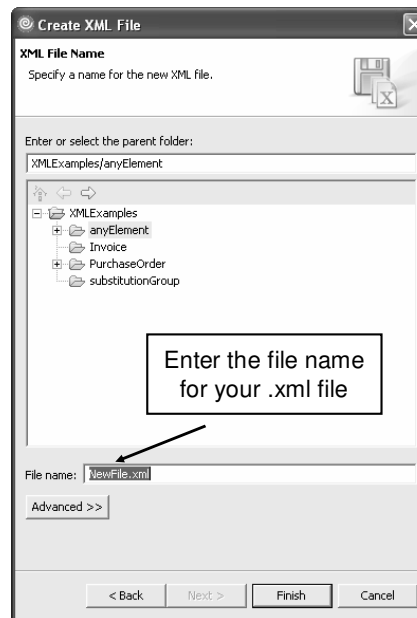 Create XML File
XML File Name
Specify a name for the new XML file.
X
Enter or select the parent folder:
XMLExamples/anyElement
XMLExamples
anyElement
Invoice
PurchaseOrder
substitutionGroup
Enter the file name
for your .xml file
File name: NewFile.xml
Advanced >>
< Back Next > Finish Cancel